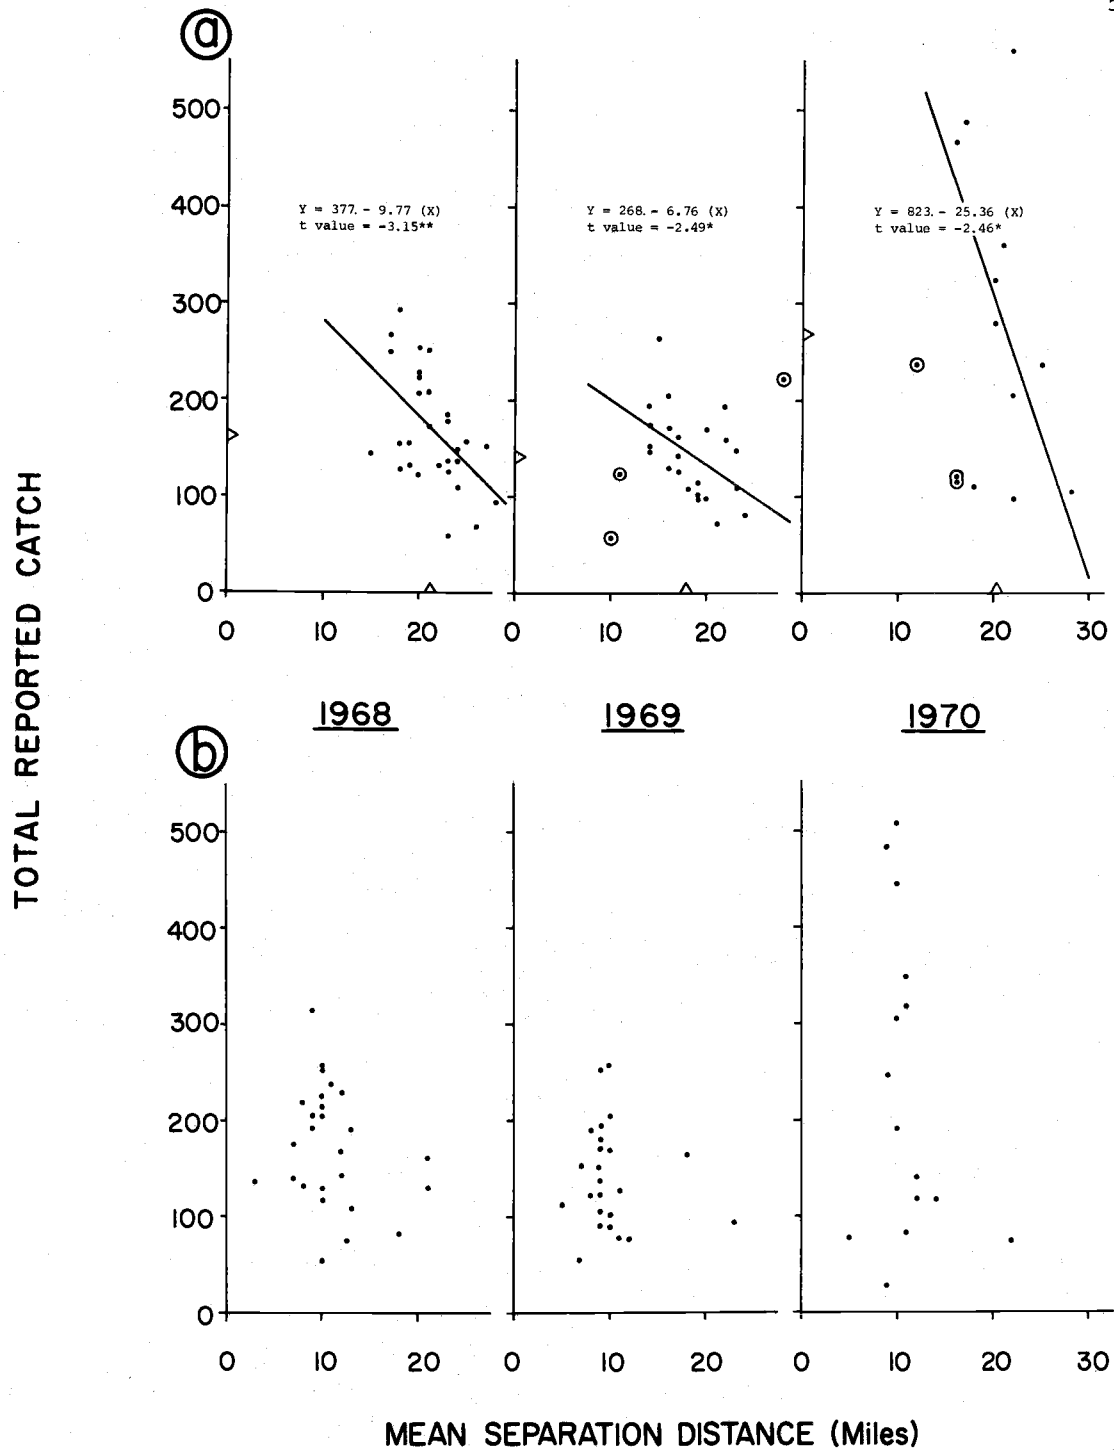 a
500
400
300
200
100
0
Y = 377. - 9.77 (X)
t value = -3.15**
Y = 268. - 6.76 (X)
t value = -2.49*
Y = 823. - 25.36 (X)
t value = -2.46*
0 10 20 0 10 20 0 10 20 30
TOTAL REPORTED CATCH
1968 1969 1970
b
500
400
300
200
100
0
0 10 20 0 10 20 0 10 20 30
MEAN SEPARATION DISTANCE (Miles)